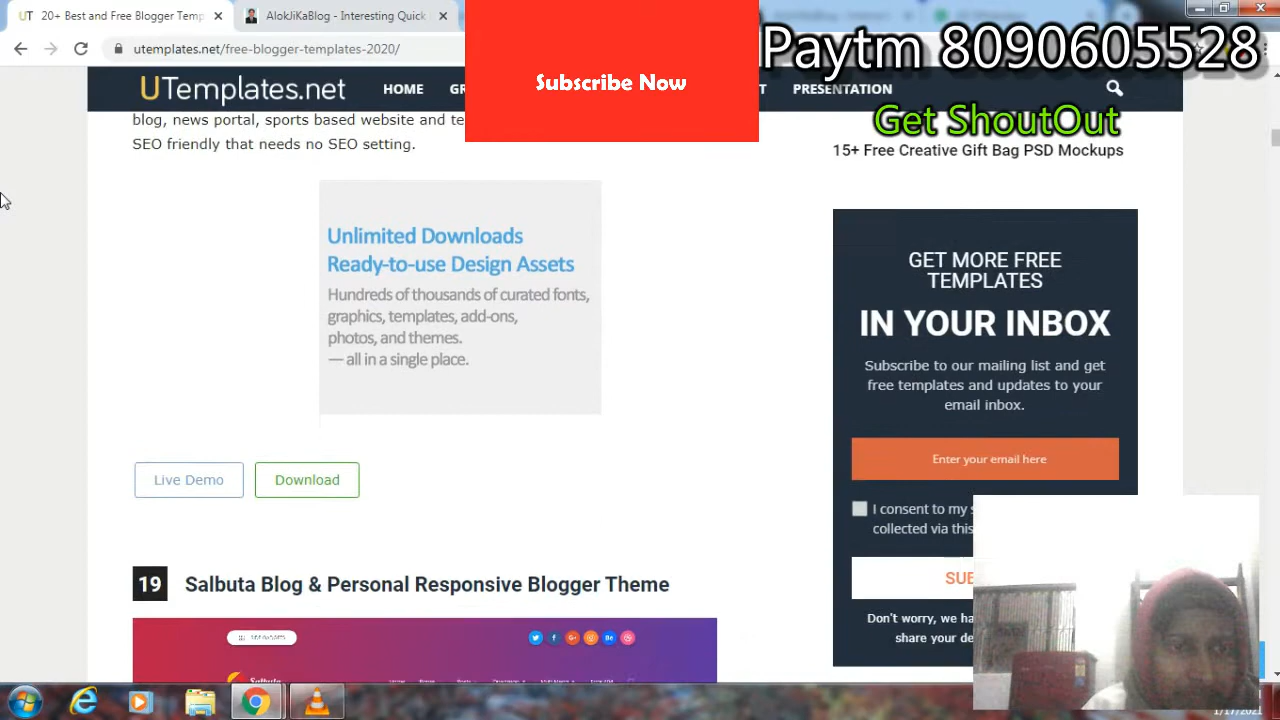 20+ Best and Free Blogger Temp
AlokJiKaBlog - Interesting Quick
utemplates.net/free-blogger-templates-2020/
Subscribe Now
Paytm 8090605528
Get ShoutOut
UTemplates.net
HOME
PRESENTATION
blog, news portal, sports based website and
SEO friendly that needs no SEO setting.
15+ Free Creative Gift Bag PSD Mockups
Unlimited Downloads
Ready-to-use Design Assets
Hundreds of thousands of curated fonts,
graphics, templates, add-ons,
photos, and themes.
— all in a single place.
Live Demo
Download
GET MORE FREE
TEMPLATES
IN YOUR INBOX
Subscribe to our mailing list and get
free templates and updates to your
email inbox.
Enter your email here
I consent to my
collected via this
Don't worry, we
share your
19
Salbuta Blog & Personal Responsive Blogger Theme
Salbuta
1/17/2021